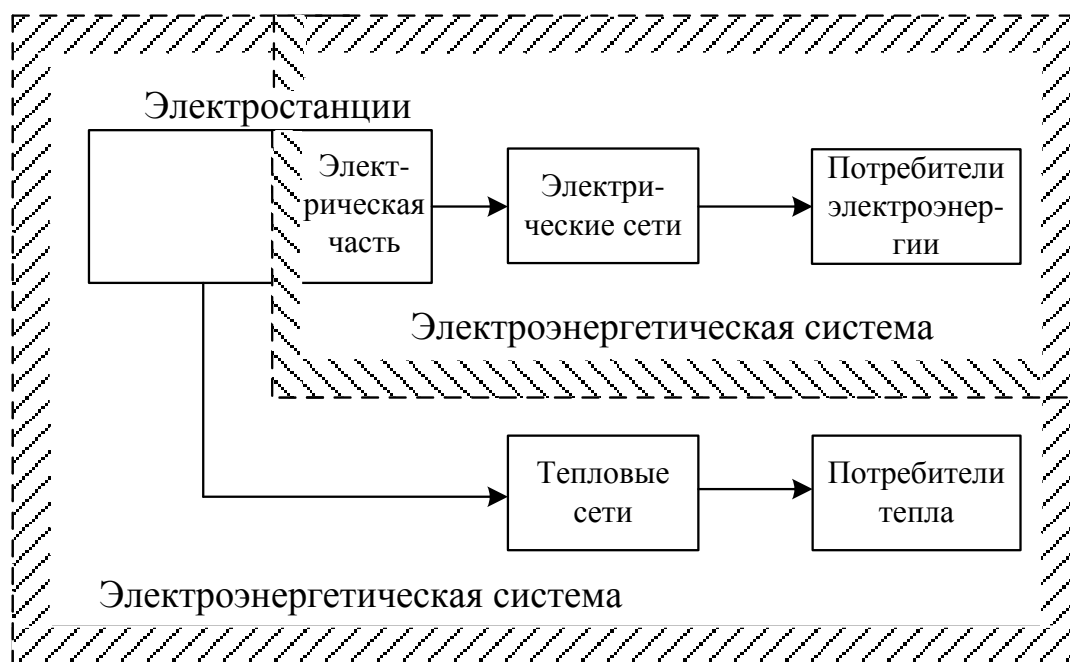 Электростанции
Элект-
рическая
часть
Электри-
ческие сети
Потребители
электроэнер-
гии
Электроэнергетическая система
Тепловые
сети
Потребители
тепла
Электроэнергетическая система